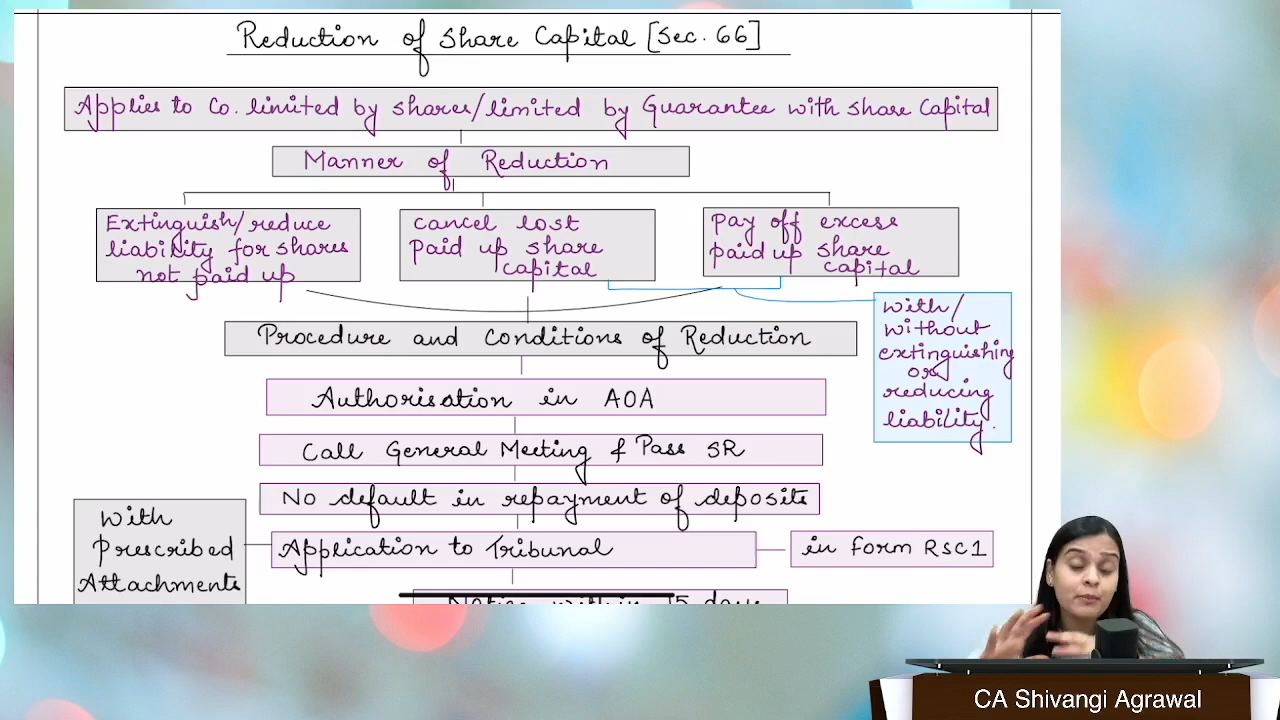 Reduction of Share Capital [Sec. 66]
Applies to Co. limited by shares/limited by Guarantee with share Capital
Manner of Reduction
Extinguish/reduce
liability for shares
not paid up
Cancel lost
Paid up share
capital
Pay off excess
paid up share
capital
with/
without
extinguishing
or
reducing
liability.
Procedure and Conditions of Reduction
Authorisation in AOA
Call General Meeting & Pass SR
No default in repayment of deposits
With
Prescribed
Attachments
Application to Tribunal
in form RSC1
Notice within 15 days
CA Shivangi Agrawal